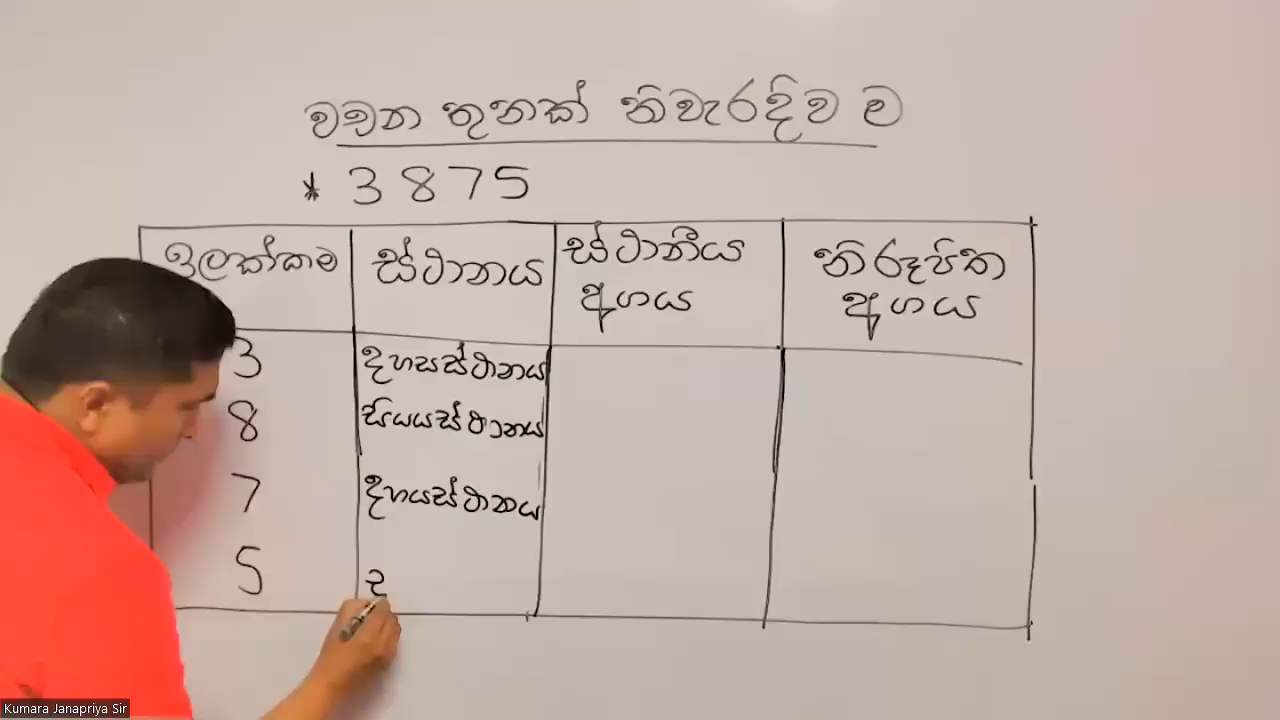 වචන තුනක් නිවැරදිව ව
* 3875
ඉලක්කම ස්ථානය ස්ථානීය අගය නිරූපිත අගය
3 දහසස්ථානය
8 සියයස්ථානය
7 දහයස්ථානය
5 ද
Kumara Janapriya Sir